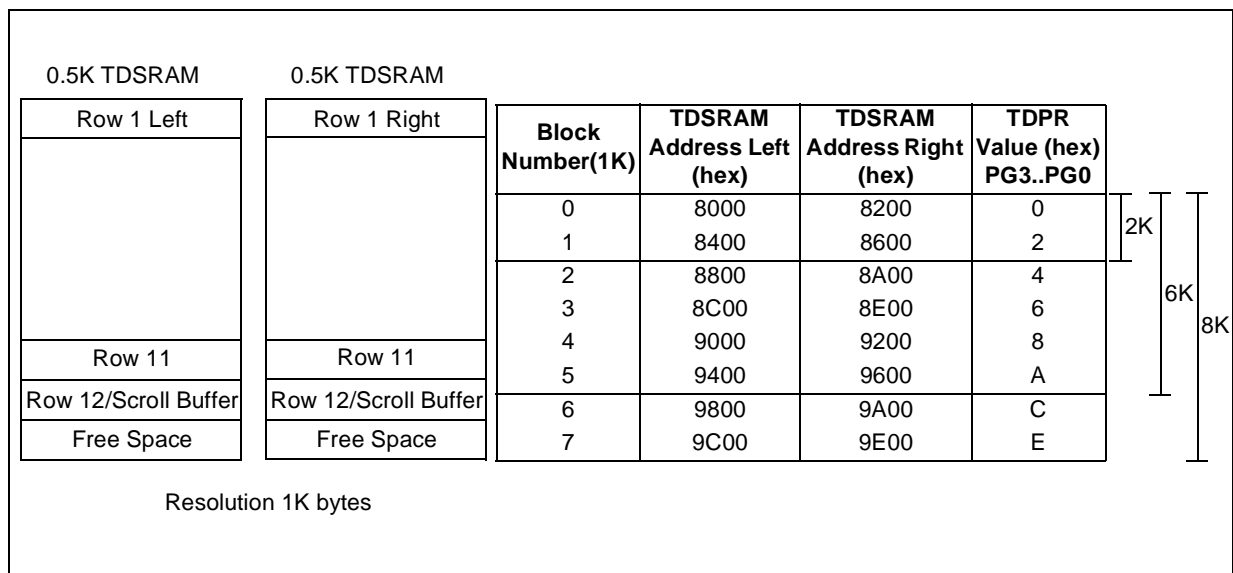 0.5K TDSRAM
0.5K TDSRAM
Row 1 Left
Row 1 Right
Row 11
Row 11
Row 12/Scroll Buffer
Row 12/Scroll Buffer
Free Space
Free Space
Resolution 1K bytes
Block Number(1K) TDSRAM Address Left (hex) TDSRAM Address Right (hex) TDPR Value (hex) PG3..PG0
0 8000 8200 0
1 8400 8600 2
2 8800 8A00 4
3 8C00 8E00 6
4 9000 9200 8
5 9400 9600 A
6 9800 9A00 C
7 9C00 9E00 E
2K
6K
8K